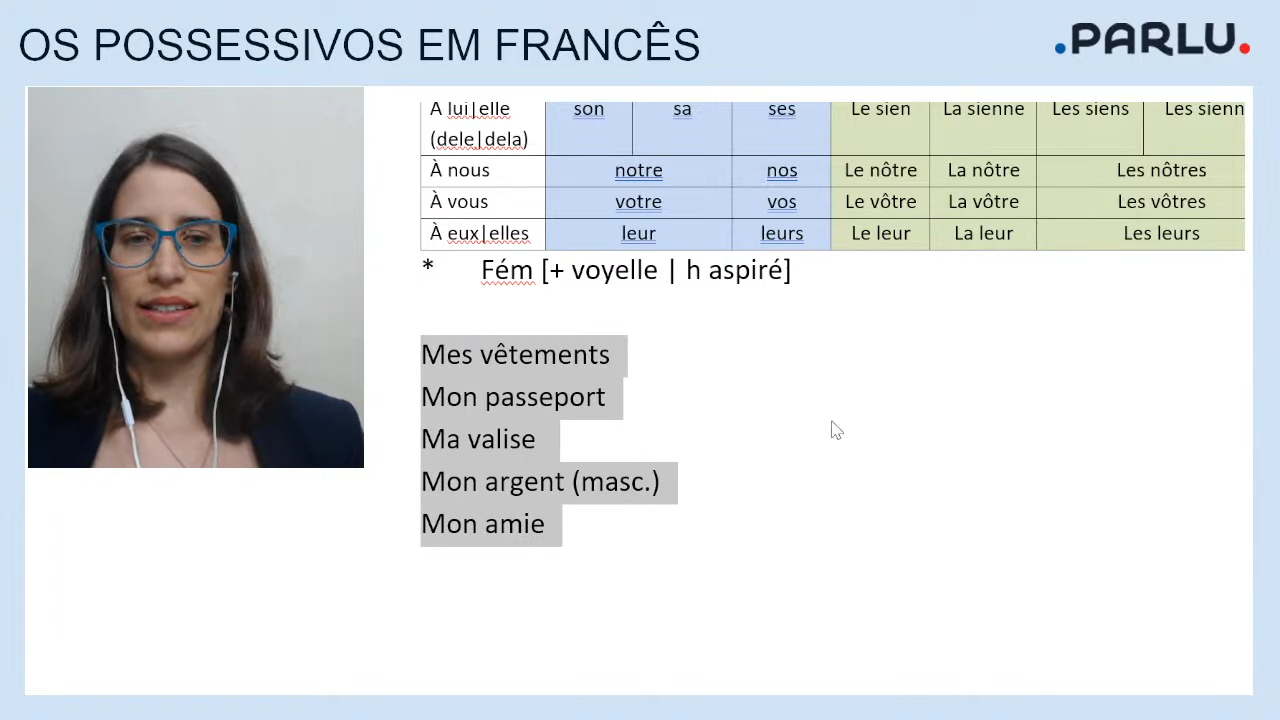 OS POSSESSIVOS EM FRANCÊS
.PARLU.
À lui|elle son sa ses Le sien La sienne Les siens Les sienn
(dele|dela)
À nous notre nos Le nôtre La nôtre Les nôtres
À vous votre vos Le vôtre La vôtre Les vôtres
À eux|elles leur leurs Le leur La leur Les leurs
* Fém [+ voyelle | h aspiré]
Mes vêtements
Mon passeport
Ma valise
Mon argent (masc.)
Mon amie